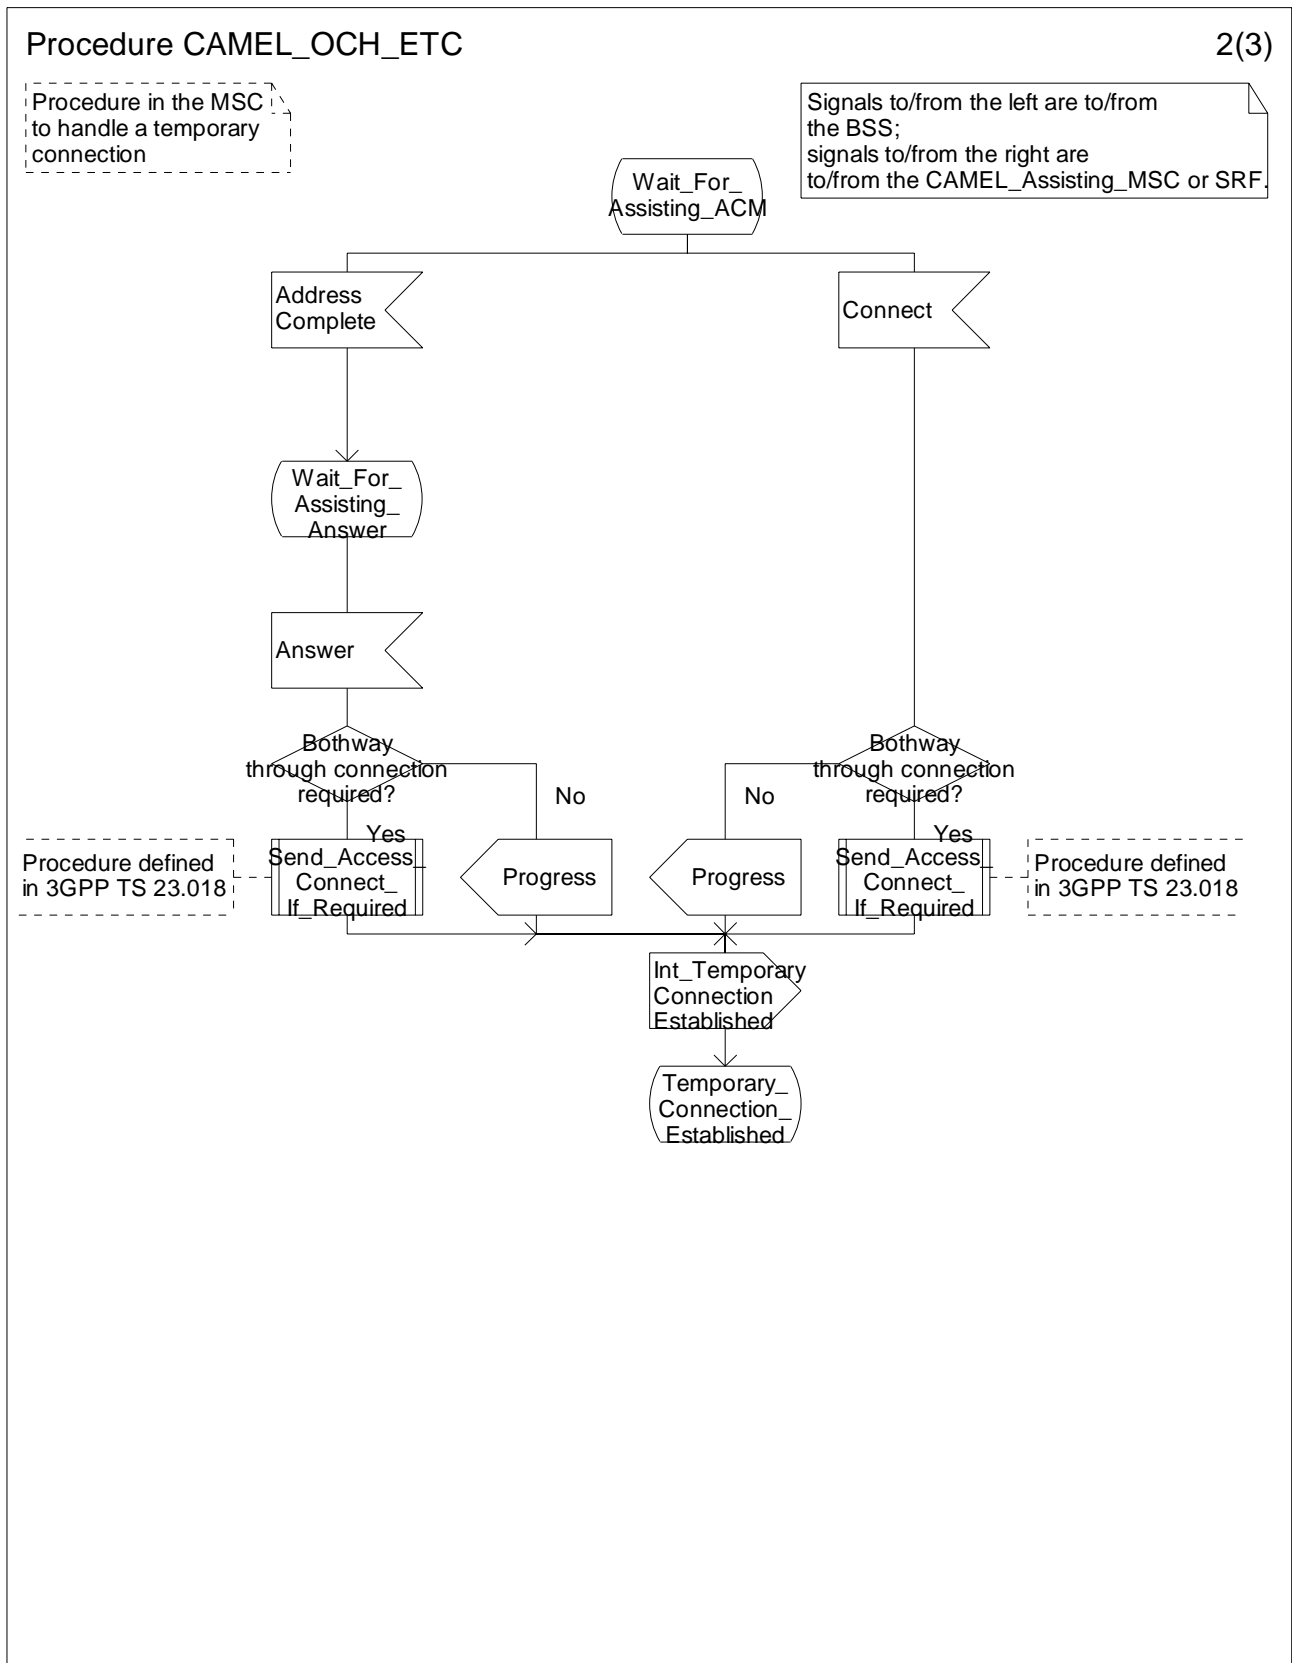 Procedure CAMEL_OCH_ETC
2(3)
Procedure in the MSC
to handle a temporary
connection
Signals to/from the left are to/from
the BSS;
signals to/from the right are
to/from the CAMEL_Assisting_MSC or SRF.
Wait_For_
Assisting_ACM
Address
Complete
Connect
Wait_For_
Assisting_
Answer
Answer
Bothway
through connection
required?
No
Yes
Bothway
through connection
required?
No
Yes
Procedure defined
in 3GPP TS 23.018
Send_Access_
Connect_
If_Required
Progress
Progress
Send_Access_
Connect_
If_Required
Procedure defined
in 3GPP TS 23.018
Int_Temporary
Connection
Established
Temporary_
Connection_
Established